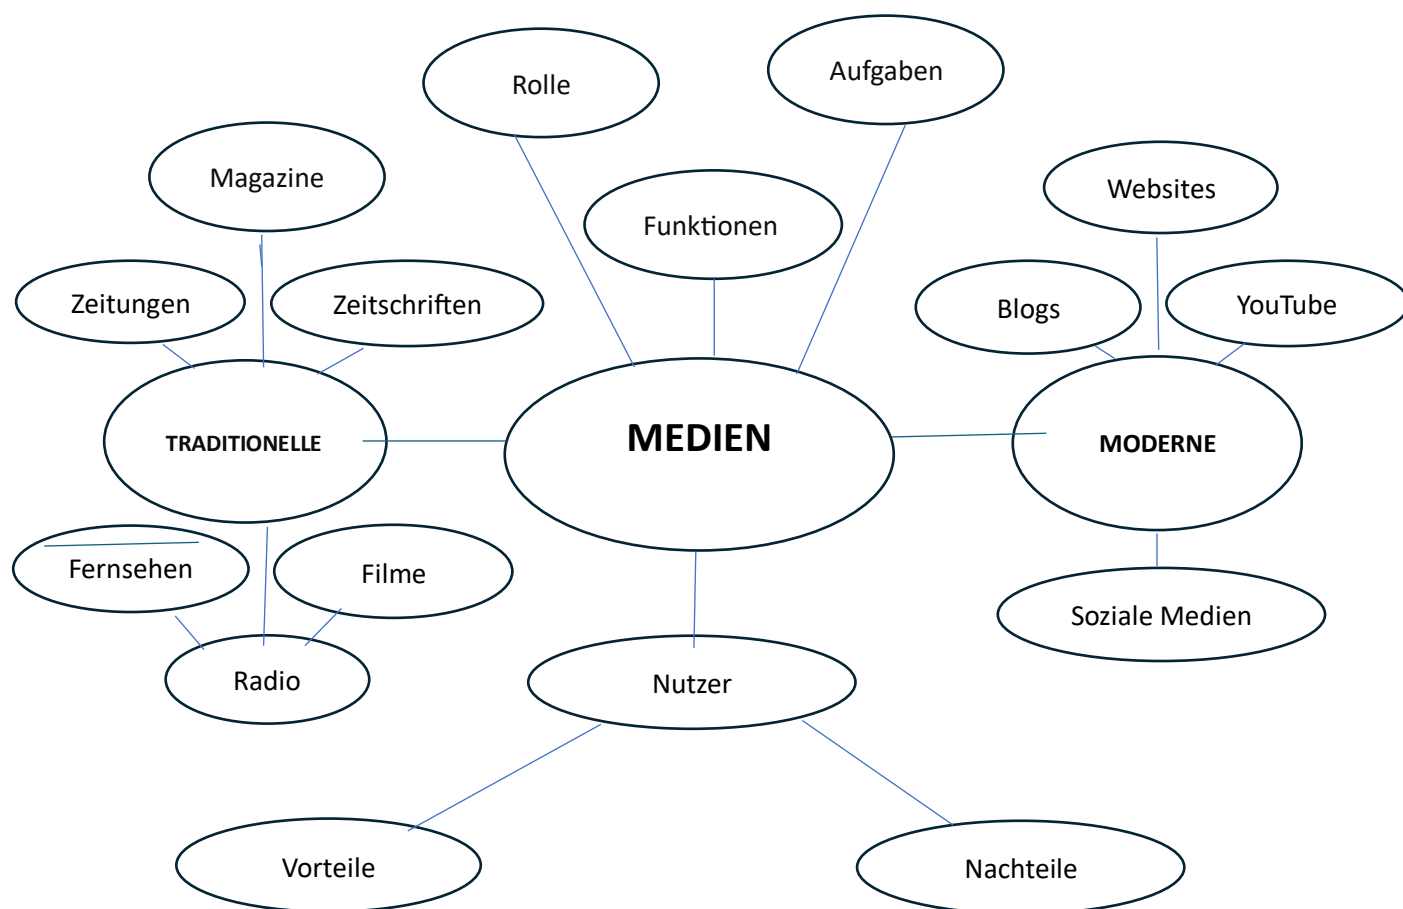 Rolle
Aufgaben
Magazine
Websites
Funktionen
Zeitungen
Zeitschriften
Blogs
YouTube
TRADITIONELLE
MEDIEN
MODERNE
Fernsehen
Filme
Soziale Medien
Radio
Nutzer
Vorteile
Nachteile